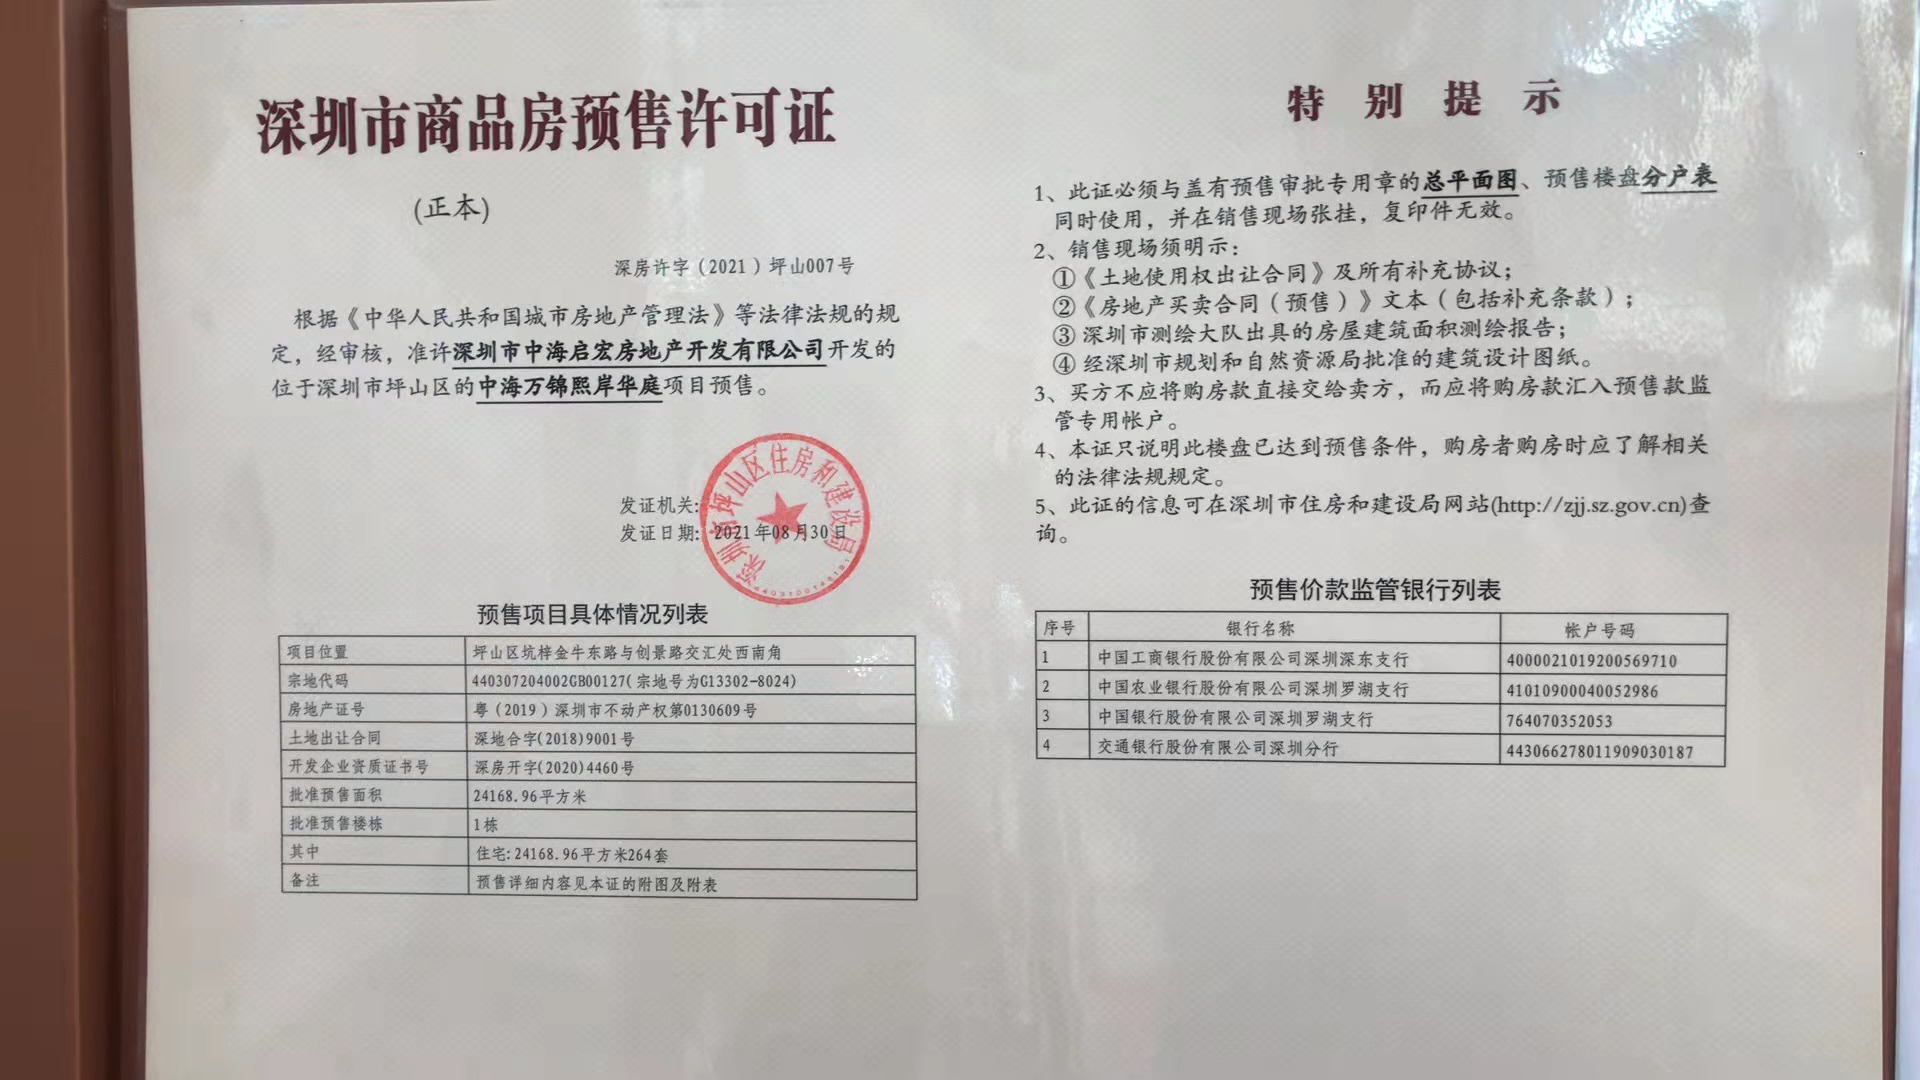 深圳市商品房预售许可证
(正本)
深房许字（2021）坪山007号
根据《中华人民共和国城市房地产管理法》等法律法规的规
定，经审核，准许深圳市中海启宏房地产开发有限公司开发的
位于深圳市坪山区的中海万锦熙岸华庭项目预售。
发证机关:
发证日期: 2021年08月30日
深圳市坪山区住房和建设局
预售项目具体情况列表
项目位置 坪山区坑梓金牛东路与创景路交汇处西南角
宗地代码 440307204002GB00127(宗地号为G13302-8024)
房地产证号 粤（2019）深圳市不动产权第0130609号
土地出让合同 深地合字(2018)9001号
开发企业资质证书号 深房开字(2020)4460号
批准预售面积 24168.96平方米
批准预售楼栋 1栋
其中 住宅:24168.96平方米264套
备注 预售详细内容见本证的附图及附表
特别提示
1、此证必须与盖有预售审批专用章的总平面图、预售楼盘分户表
同时使用，并在销售现场张挂，复印件无效。
2、销售现场须明示：
①《土地使用权出让合同》及所有补充协议；
②《房地产买卖合同（预售）》文本（包括补充条款）；
③深圳市测绘大队出具的房屋建筑面积测绘报告；
④经深圳市规划和自然资源局批准的建筑设计图纸。
3、买方不应将购房款直接交给卖方，而应将购房款汇入预售款监
管专用帐户。
4、本证只说明此楼盘已达到预售条件，购房者购房时应了解相关
的法律法规规定。
5、此证的信息可在深圳市住房和建设局网站(http://zjj.sz.gov.cn)查
询。
预售价款监管银行列表
序号 银行名称 帐户号码
1 中国工商银行股份有限公司深圳深东支行 4000021019200569710
2 中国农业银行股份有限公司深圳罗湖支行 41010900040052986
3 中国银行股份有限公司深圳罗湖支行 764070352053
4 交通银行股份有限公司深圳分行 443066278011909030187